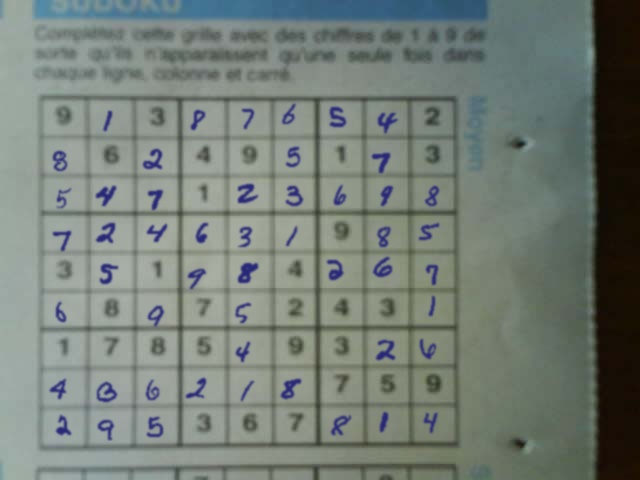 SUDOKU
Complétez cette grille avec des chiffres de 1 à 9 de
sorte qu'ils n'apparaissent qu'une seule fois dans
chaque ligne, colonne et carré.
Moyen
9 1 3 8 7 6 5 4 2
8 6 2 4 9 5 1 7 3
5 4 7 1 2 3 6 9 8
7 2 4 6 3 1 9 8 5
3 5 1 9 8 4 2 6 7
6 8 9 7 5 2 4 3 1
1 7 8 5 4 9 3 2 6
4 3 6 2 1 8 7 5 9
2 9 5 3 6 7 8 1 4